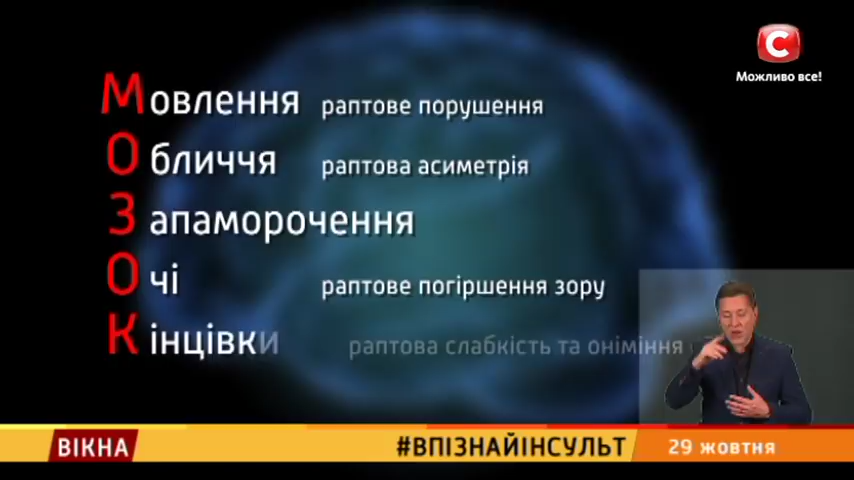 С
Можливо все!
Мовлення раптове порушення
Обличчя раптова асиметрія
Запаморочення
Очі раптове погіршення зору
Кінцівки раптова слабкість та оніміння
ВІКНА #ВПІЗНАЙІНСУЛЬТ 29 жовтня